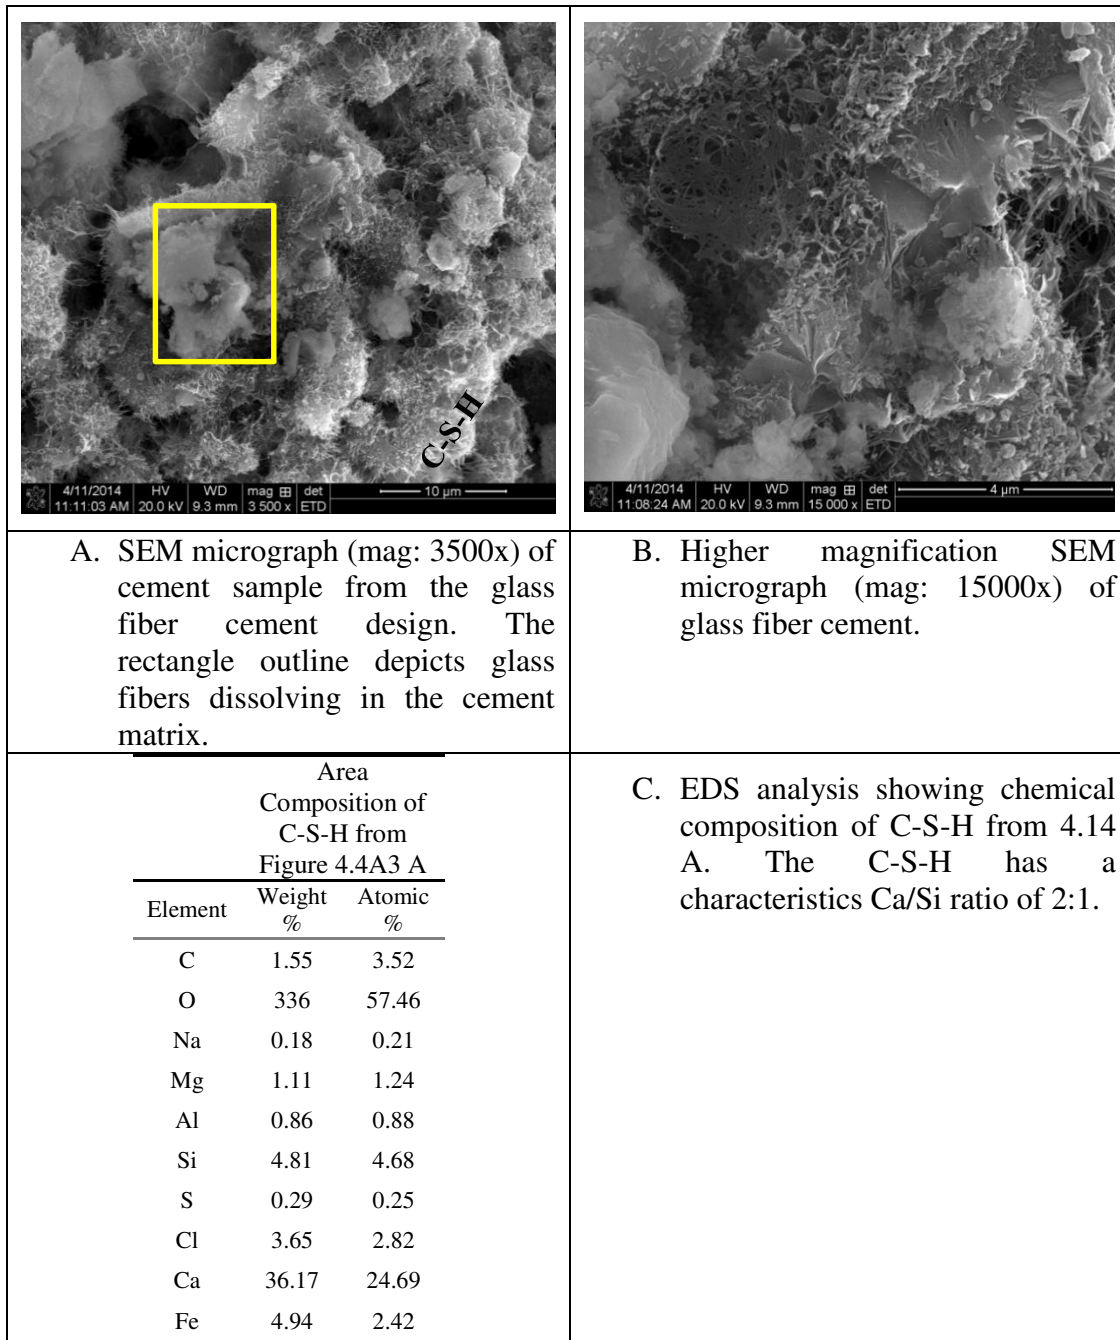 C-S-H
4/11/2014 HV WD mag ⊞ det 10 µm
11:11:03 AM 20.0 kV 9.3 mm 3 500 x ETD
4/11/2014 HV WD mag ⊞ det 4 µm
11:08:24 AM 20.0 kV 9.3 mm 15 000 x ETD
A. SEM micrograph (mag: 3500x) of
cement sample from the glass
fiber cement design. The
rectangle outline depicts glass
fibers dissolving in the cement
matrix.
B. Higher magnification SEM
micrograph (mag: 15000x) of
glass fiber cement.
Area
Composition of
C-S-H from
Figure 4.4A3 A
Element Weight % Atomic %
C 1.55 3.52
O 336 57.46
Na 0.18 0.21
Mg 1.11 1.24
Al 0.86 0.88
Si 4.81 4.68
S 0.29 0.25
Cl 3.65 2.82
Ca 36.17 24.69
Fe 4.94 2.42
C. EDS analysis showing chemical
composition of C-S-H from 4.14
A. The C-S-H has a
characteristics Ca/Si ratio of 2:1.